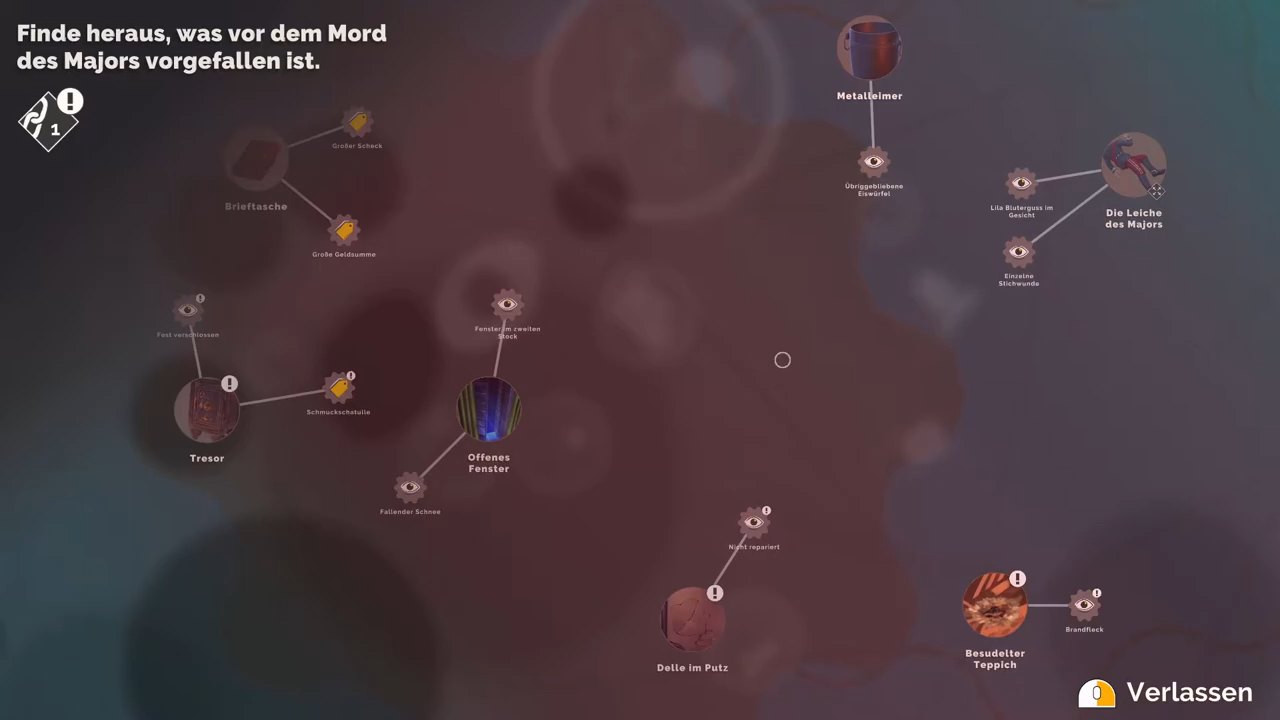 Finde heraus, was vor dem Mord
des Majors vorgefallen ist.
1
Metalleimer
Großer Scheck
Übriggebliebene
Eiswürfel
Brieftasche
Lila Bluterguss im
Gesicht
Die Leiche
des Majors
Große Geldsumme
Einzelne
Stichwunde
Fest verschlossen
Fenster im zweiten
Stock
Schmuckschatulle
Tresor
Offenes
Fenster
Fallender Schnee
Nicht repariert
Brandfleck
Delle im Putz
Besudelter
Teppich
Verlassen